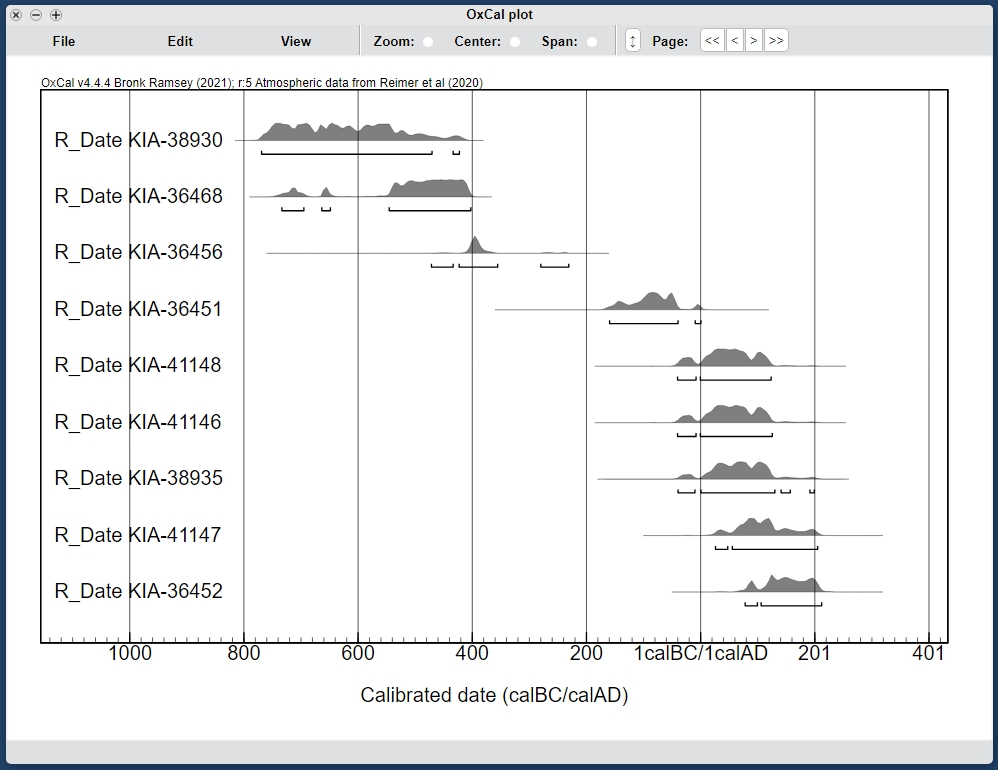 OxCal plot
File Edit View Zoom: Center: Span: Page: << < > >>
OxCal v4.4.4 Bronk Ramsey (2021); r:5 Atmospheric data from Reimer et al (2020)
R_Date KIA-38930
R_Date KIA-36468
R_Date KIA-36456
R_Date KIA-36451
R_Date KIA-41148
R_Date KIA-41146
R_Date KIA-38935
R_Date KIA-41147
R_Date KIA-36452
1000 800 600 400 200 1calBC/1calAD 201 401
Calibrated date (calBC/calAD)